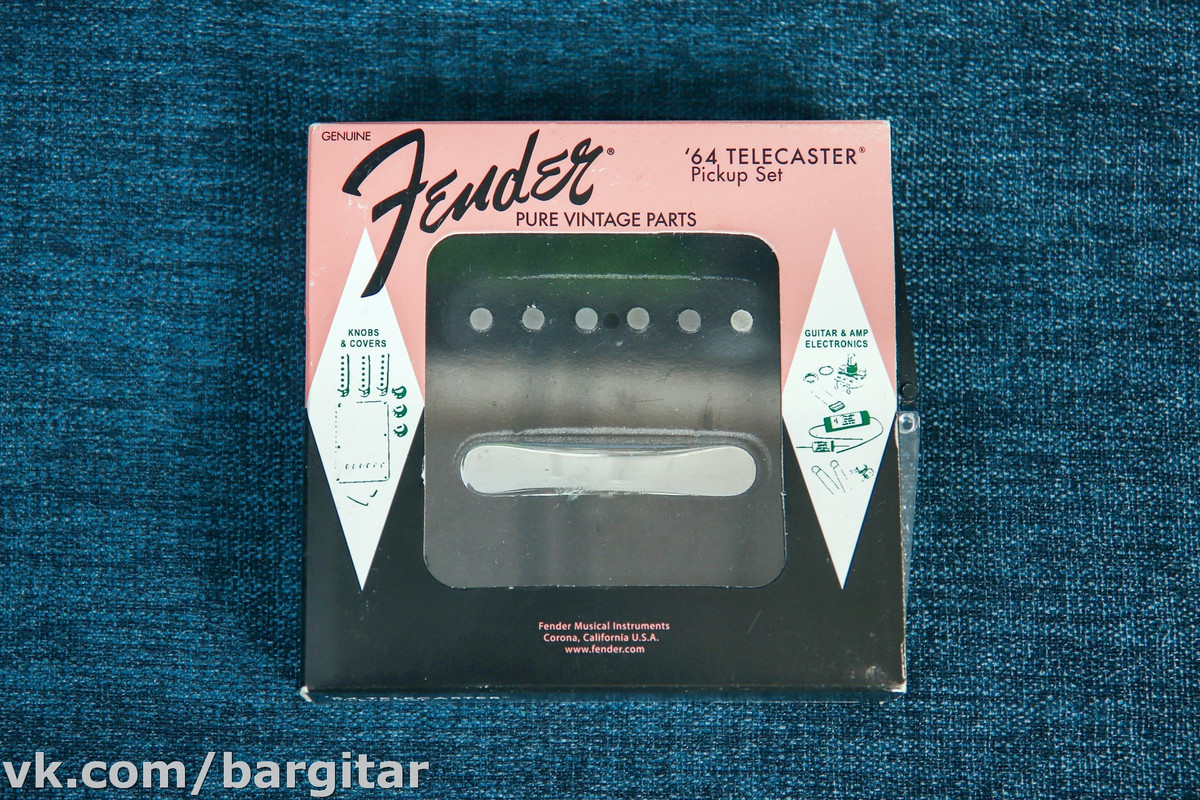 GENUINE
Fender®
'64 TELECASTER®
Pickup Set
PURE VINTAGE PARTS
KNOBS
& COVERS
GUITAR & AMP
ELECTRONICS
Fender Musical Instruments
Corona, California U.S.A.
www.fender.com
vk.com/bargitar